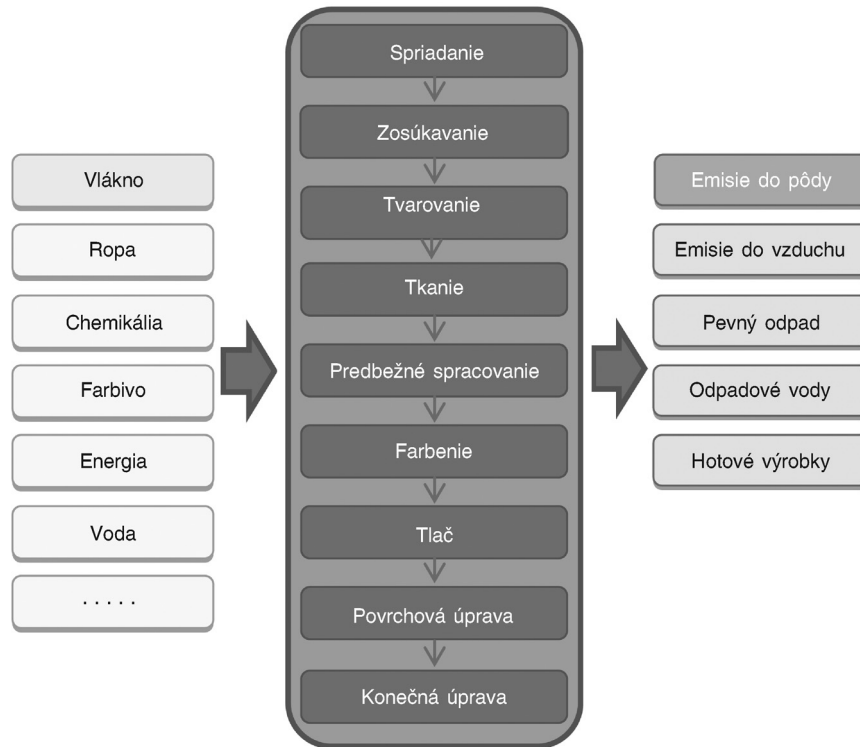 Vlákno
Ropa
Chemikália
Farbivo
Energia
Voda
. . . . .
Spriadanie
Zosúkavanie
Tvarovanie
Tkanie
Predbežné spracovanie
Farbenie
Tlač
Povrchová úprava
Konečná úprava
Emisie do pôdy
Emisie do vzduchu
Pevný odpad
Odpadové vody
Hotové výrobky